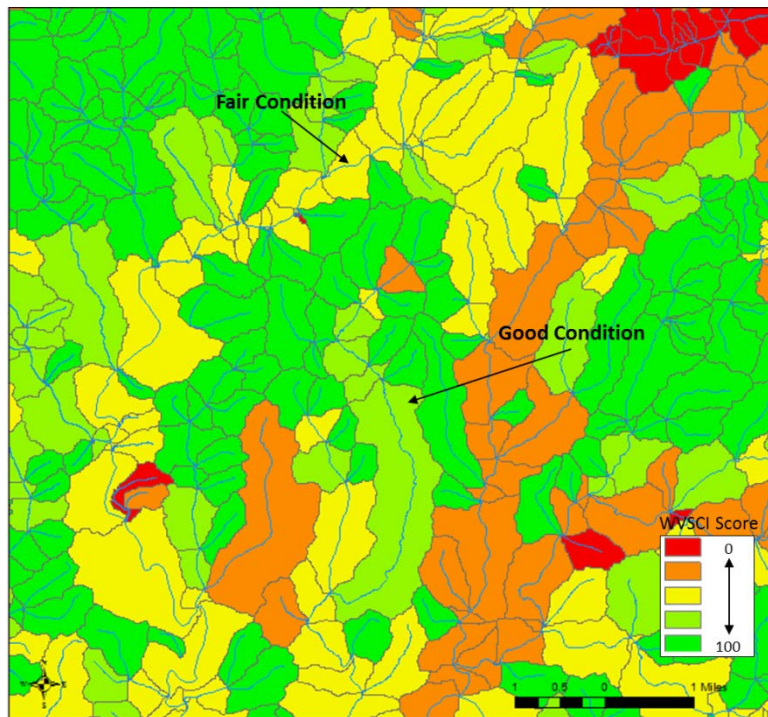 Fair Condition
Good Condition
WVSCI Score
0
100
N
W
E
S
1 0.5 0 1 Miles